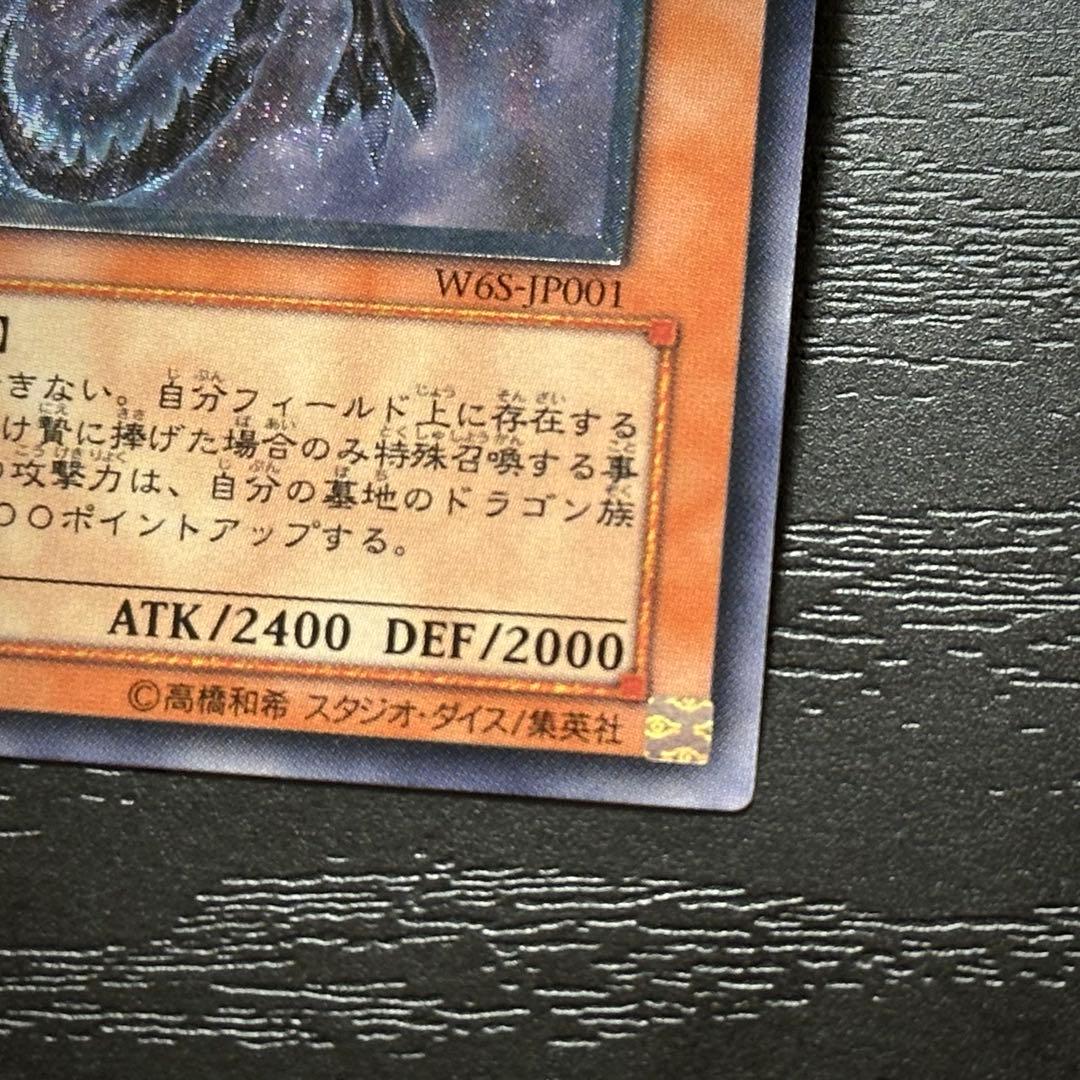 W6S-JP001
】
きない。自分フィールド上に存在する
け贄に捧げた場合のみ特殊召喚する事
攻撃力は、自分の墓地のドラゴン族
００ポイントアップする。
ATK/2400 DEF/2000
©高橋和希 スタジオ・ダイス/集英社